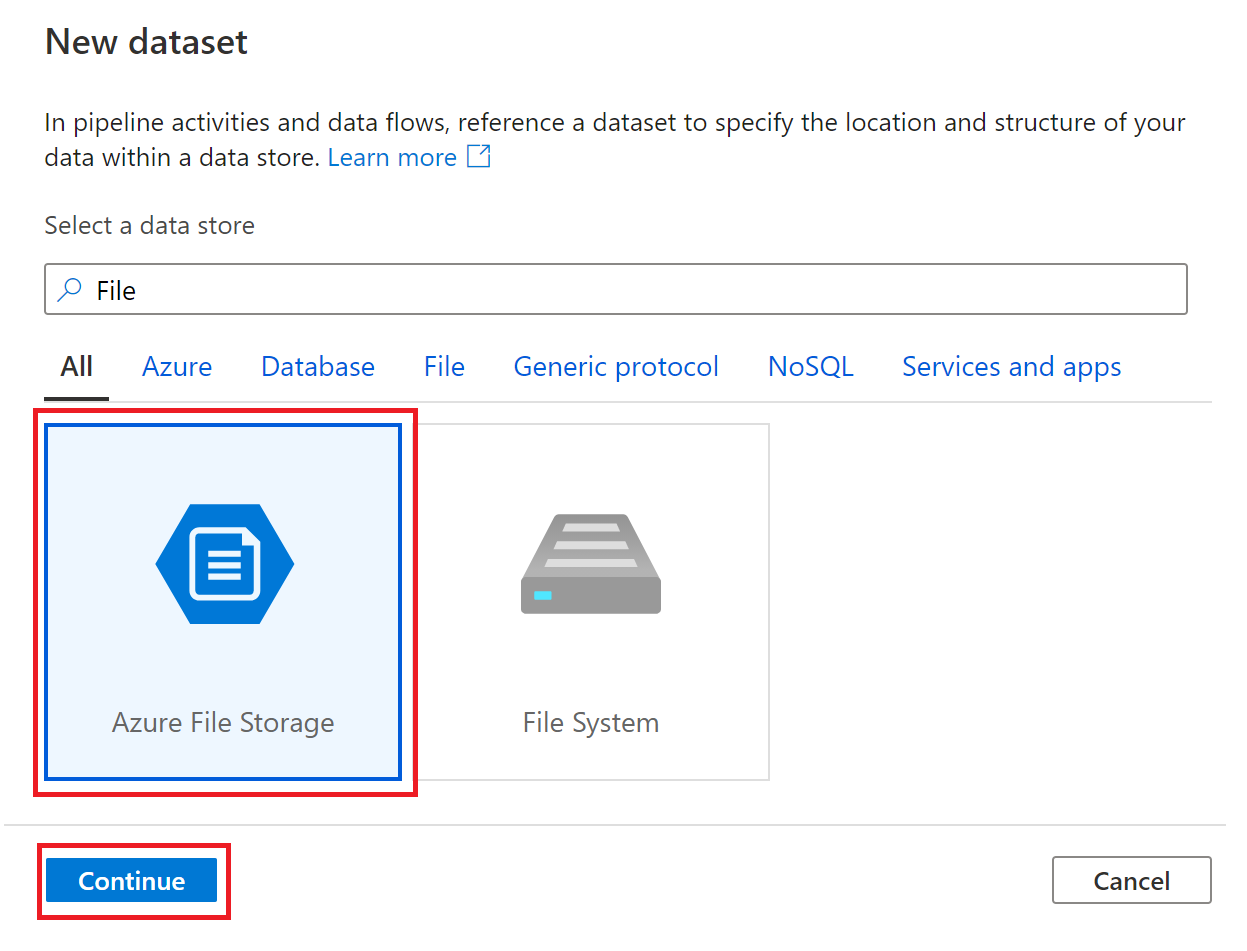 New dataset
In pipeline activities and data flows, reference a dataset to specify the location and structure of your
data within a data store. Learn more
Select a data store
File
All Azure Database File Generic protocol NoSQL Services and apps
Azure File Storage File System
Continue Cancel